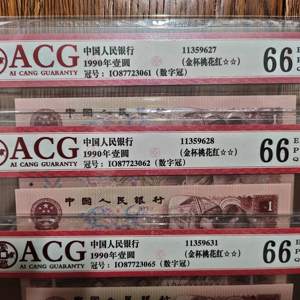 ACG
AI CANG GUARANTY
中国人民银行 11359627
1990年壹圆 (金杯桃花红☆☆)
冠号:IO87723061(数字冠)
66 E
P
ACG
AI CANG GUARANTY
中国人民银行 11359628
1990年壹圆 (金杯桃花红☆☆)
冠号:IO87723062(数字冠)
66 E
P
中国人民银行
1
ACG
AI CANG GUARANTY
中国人民银行 11359631
1990年壹圆 (金杯桃花红☆☆)
冠号:IO87723065(数字冠)
66